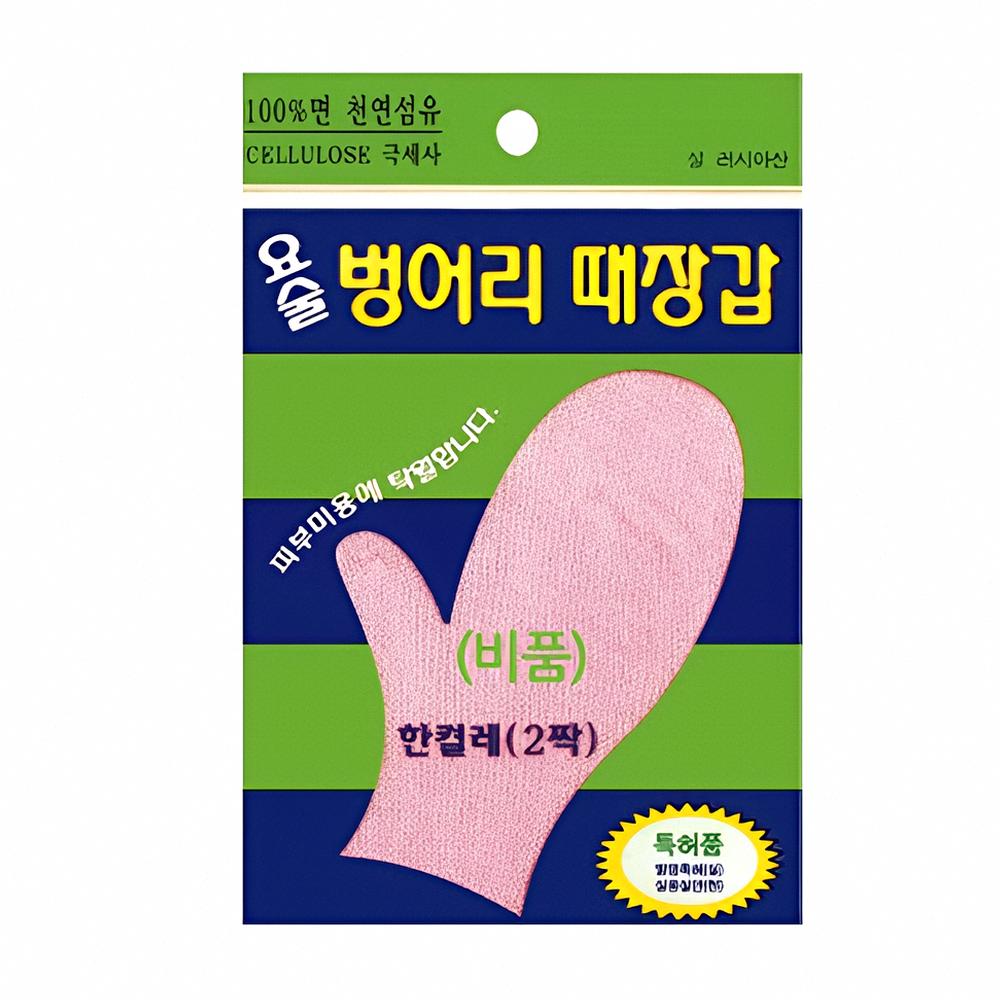 100%면 천연섬유
CELLULOSE 극세사
실 러시아산
요술
벙어리 때장갑
피부미용에 탁월합니다.
(비품)
한컬레(2짝)
특허품